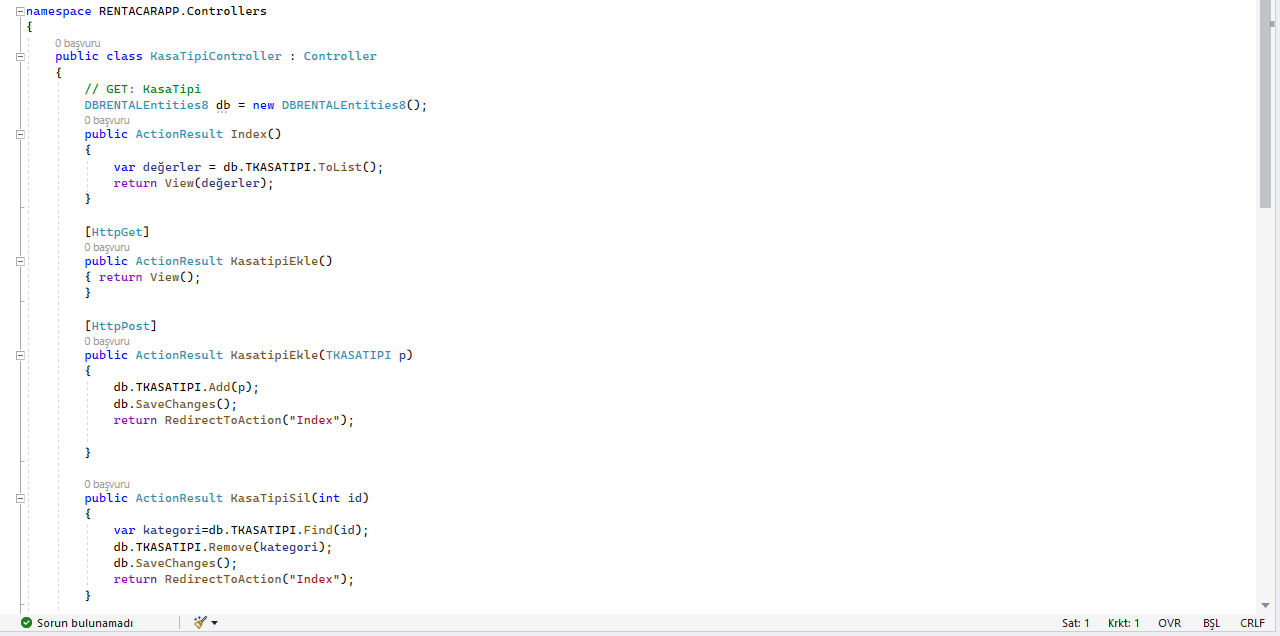 namespace RENTACARAPP.Controllers
{
0 başvuru
public class KasaTipiController : Controller
{
// GET: KasaTipi
DBRENTALEntities8 db = new DBRENTALEntities8();
0 başvuru
public ActionResult Index()
{
var değerler = db.TKASATIPI.ToList();
return View(değerler);
}
[HttpGet]
0 başvuru
public ActionResult KasatipiEkle()
{ return View();
}
[HttpPost]
0 başvuru
public ActionResult KasatipiEkle(TKASATIPI p)
{
db.TKASATIPI.Add(p);
db.SaveChanges();
return RedirectToAction("Index");
}
0 başvuru
public ActionResult KasaTipiSil(int id)
{
var kategori=db.TKASATIPI.Find(id);
db.TKASATIPI.Remove(kategori);
db.SaveChanges();
return RedirectToAction("Index");
}
Sorun bulunamadı Sat: 1 Krkt: 1 OVR BŞL CRLF